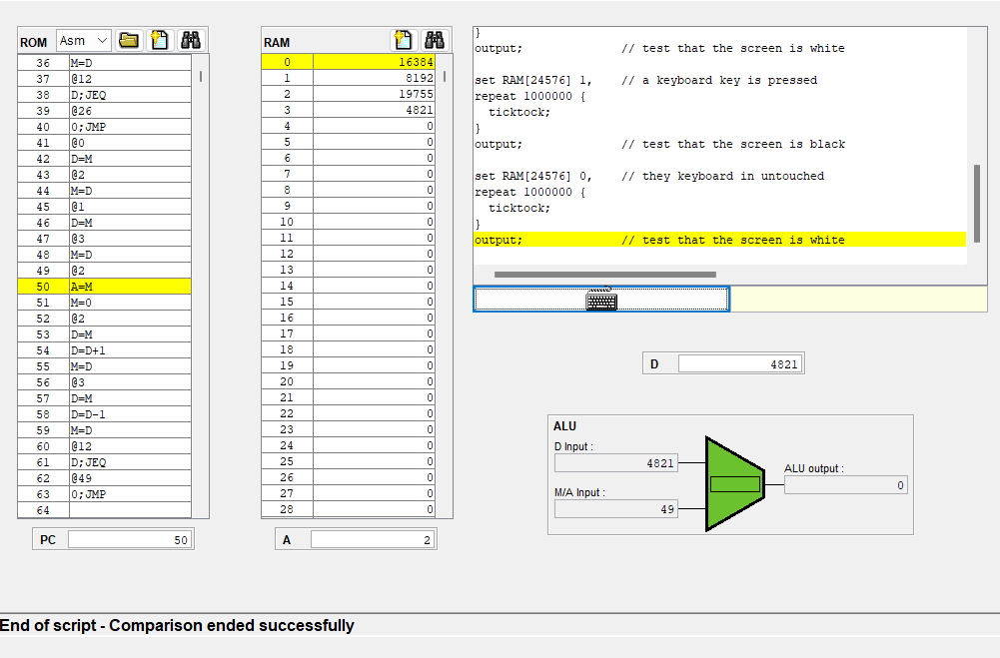 ROM Asm
36 M=D
37 @12
38 D;JEQ
39 @26
40 0;JMP
41 @0
42 D=M
43 @2
44 M=D
45 @1
46 D=M
47 @3
48 M=D
49 @2
50 A=M
51 M=0
52 @2
53 D=M
54 D=D+1
55 M=D
56 @3
57 D=M
58 D=D-1
59 M=D
60 @12
61 D;JEQ
62 @49
63 0;JMP
64
PC 50
RAM
0 16384
1 8192
2 19755
3 4821
4 0
5 0
6 0
7 0
8 0
9 0
10 0
11 0
12 0
13 0
14 0
15 0
16 0
17 0
18 0
19 0
20 0
21 0
22 0
23 0
24 0
25 0
26 0
27 0
28 0
A 2
}
output; // test that the screen is white
set RAM[24576] 1, // a keyboard key is pressed
repeat 1000000 {
ticktock;
}
output; // test that the screen is black
set RAM[24576] 0, // they keyboard in untouched
repeat 1000000 {
ticktock;
}
output; // test that the screen is white
D 4821
ALU
D Input :
4821
M/A Input :
49
ALU output :
0
End of script - Comparison ended successfully